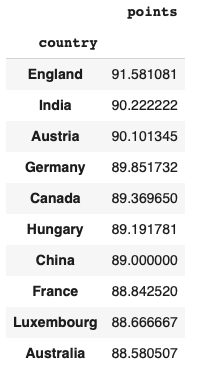 points
country
England 91.581081
India 90.222222
Austria 90.101345
Germany 89.851732
Canada 89.369650
Hungary 89.191781
China 89.000000
France 88.842520
Luxembourg 88.666667
Australia 88.580507